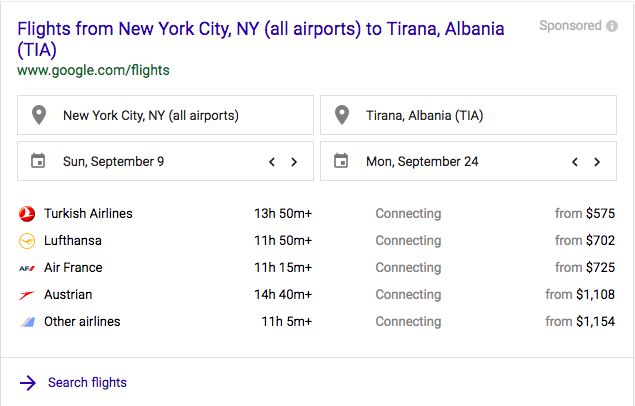 Flights from New York City, NY (all airports) to Tirana, Albania
(TIA)
Sponsored
www.google.com/flights
New York City, NY (all airports)
Tirana, Albania (TIA)
Sun, September 9
Mon, September 24
Turkish Airlines 13h 50m+ Connecting from $575
Lufthansa 11h 50m+ Connecting from $702
AF Air France 11h 15m+ Connecting from $725
Austrian 14h 40m+ Connecting from $1,108
Other airlines 11h 5m+ Connecting from $1,154
Search flights